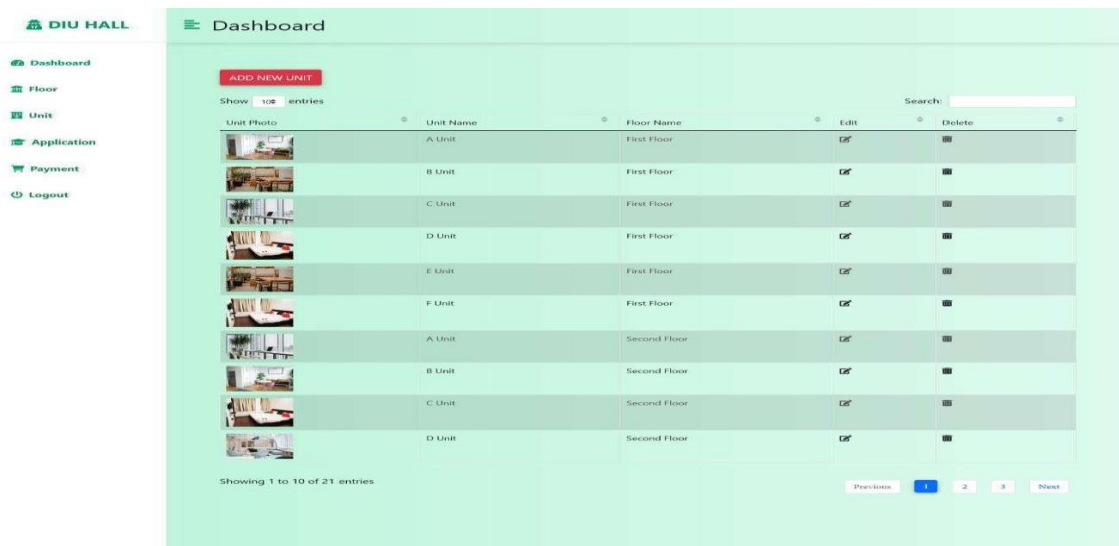 DIU HALL
Dashboard
Dashboard
Floor
Unit
Application
Payment
Logout
ADD NEW UNIT
Show 10 entries
Search:
Unit Photo Unit Name Floor Name Edit Delete
A Unit First Floor
B Unit First Floor
C Unit First Floor
D Unit First Floor
E Unit First Floor
F Unit First Floor
A Unit Second Floor
B Unit Second Floor
C Unit Second Floor
D Unit Second Floor
Showing 1 to 10 of 21 entries
Previous 1 2 3 Next